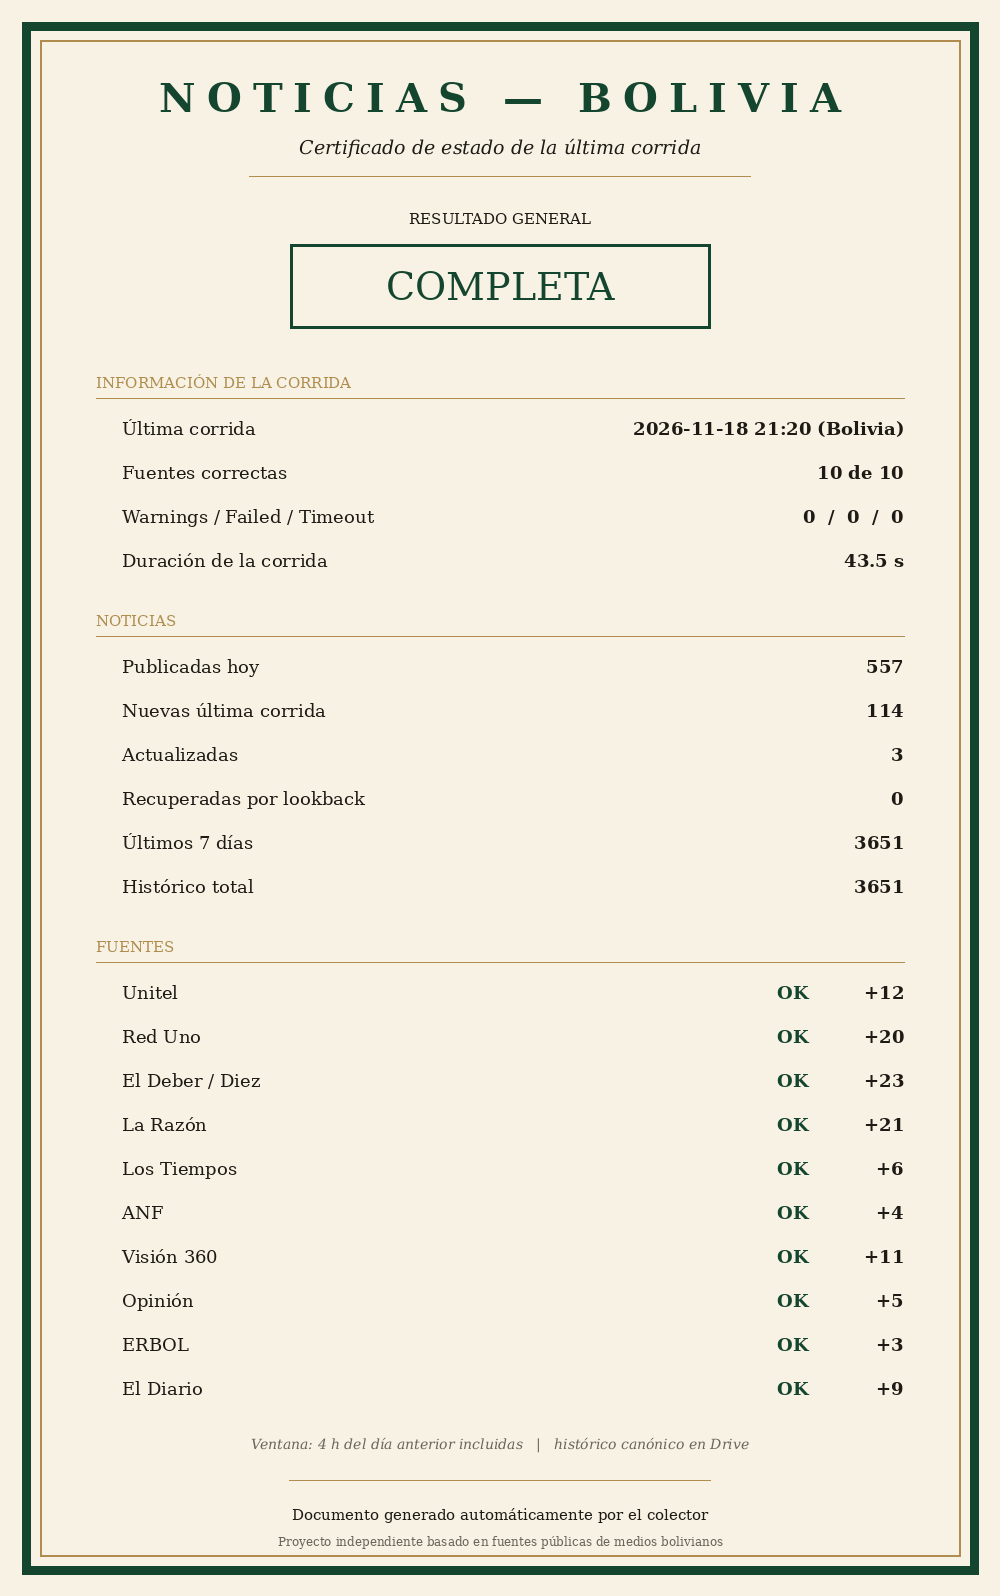 NOTICIAS — BOLIVIA
Certificado de estado de la última corrida
RESULTADO GENERAL
COMPLETA
INFORMACIÓN DE LA CORRIDA
Última corrida 2026-11-18 21:20 (Bolivia)
Fuentes correctas 10 de 10
Warnings / Failed / Timeout 0 / 0 / 0
Duración de la corrida 43.5 s
NOTICIAS
Publicadas hoy 557
Nuevas última corrida 114
Actualizadas 3
Recuperadas por lookback 0
Últimos 7 días 3651
Histórico total 3651
FUENTES
Unitel OK +12
Red Uno OK +20
El Deber / Diez OK +23
La Razón OK +21
Los Tiempos OK +6
ANF OK +4
Visión 360 OK +11
Opinión OK +5
ERBOL OK +3
El Diario OK +9
Ventana: 4 h del día anterior incluidas | histórico canónico en Drive
Documento generado automáticamente por el colector
Proyecto independiente basado en fuentes públicas de medios bolivianos